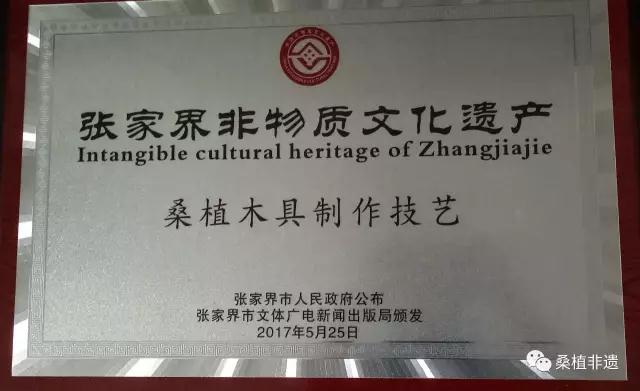 张家界非物质文化遗产
Intangible cultural heritage of Zhangjiajie
桑植木具制作技艺
张家界市人民政府公布
张家界市文体广电新闻出版局颁发
2017年5月25日
桑植非遗